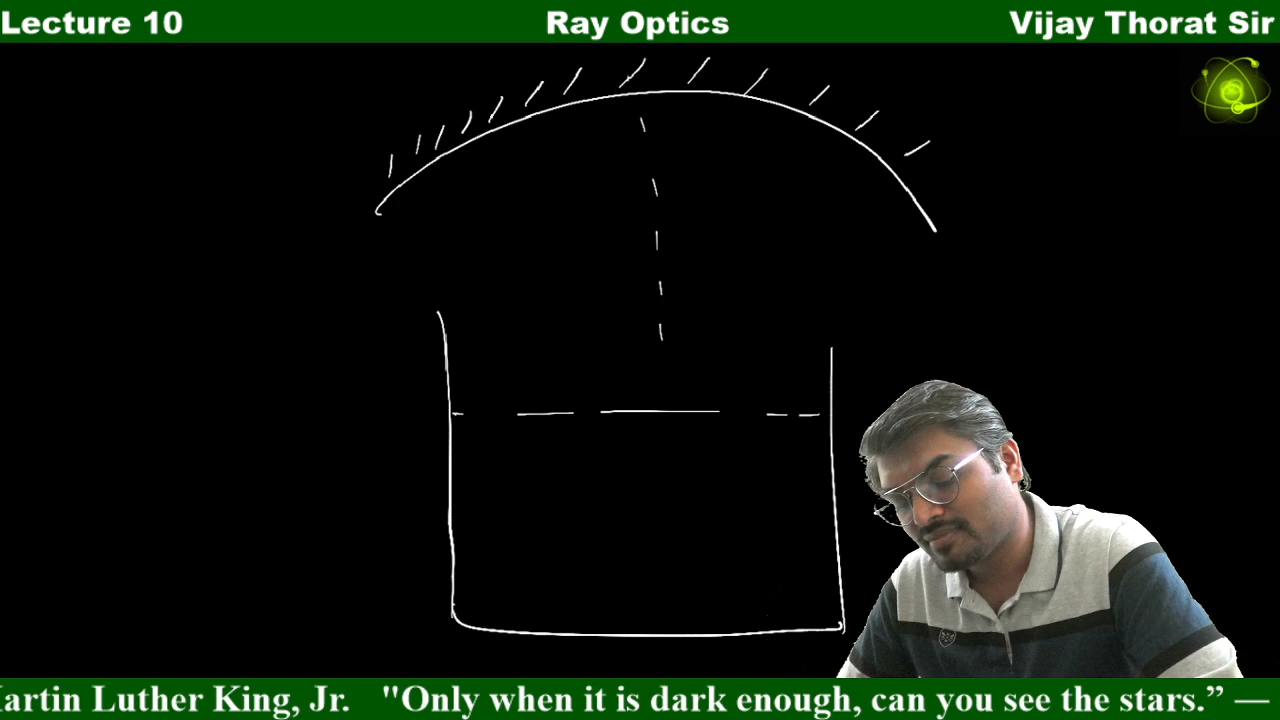 Lecture 10
Ray Optics
Vijay Thorat Sir
artin Luther King, Jr. "Only when it is dark enough, can you see the stars.” —